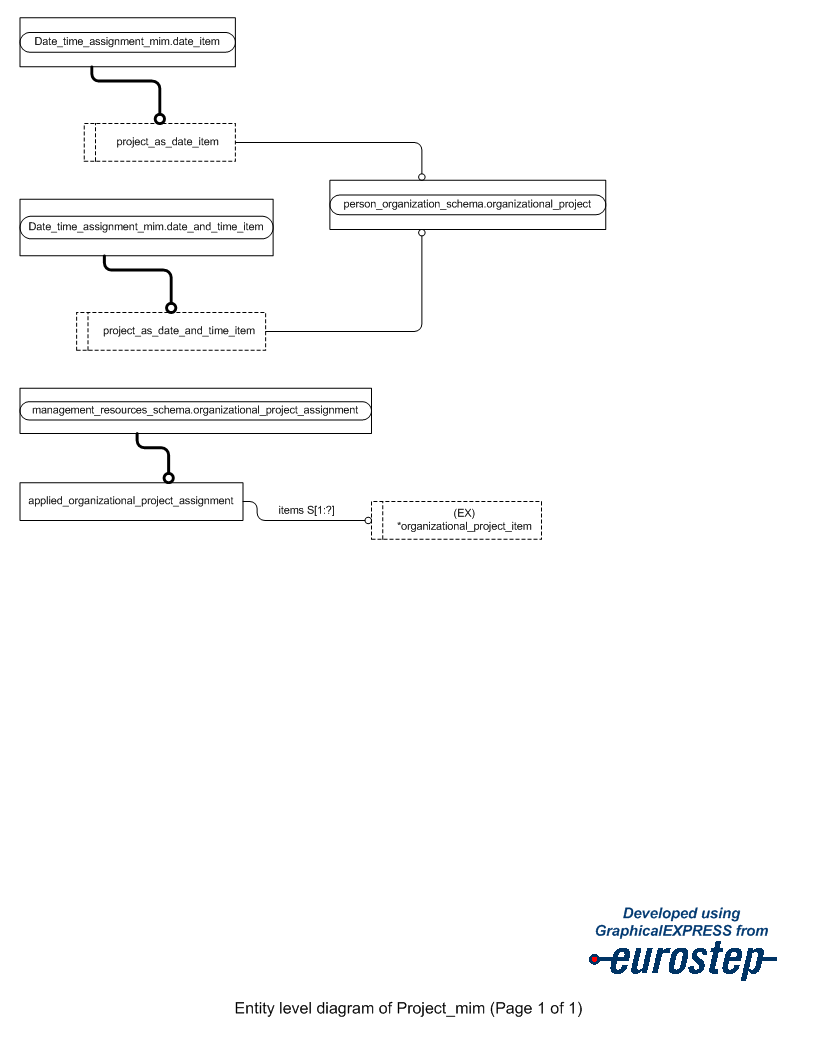 Date_time_assignment_mim.date_item
project_as_date_item
person_organization_schema.organizational_project
Date_time_assignment_mim.date_and_time_item
project_as_date_and_time_item
management_resources_schema.organizational_project_assignment
applied_organizational_project_assignment
items S[1:?]
(EX)
*organizational_project_item
Developed using
GraphicalEXPRESS from
eurostep
Entity level diagram of Project_mim (Page 1 of 1)